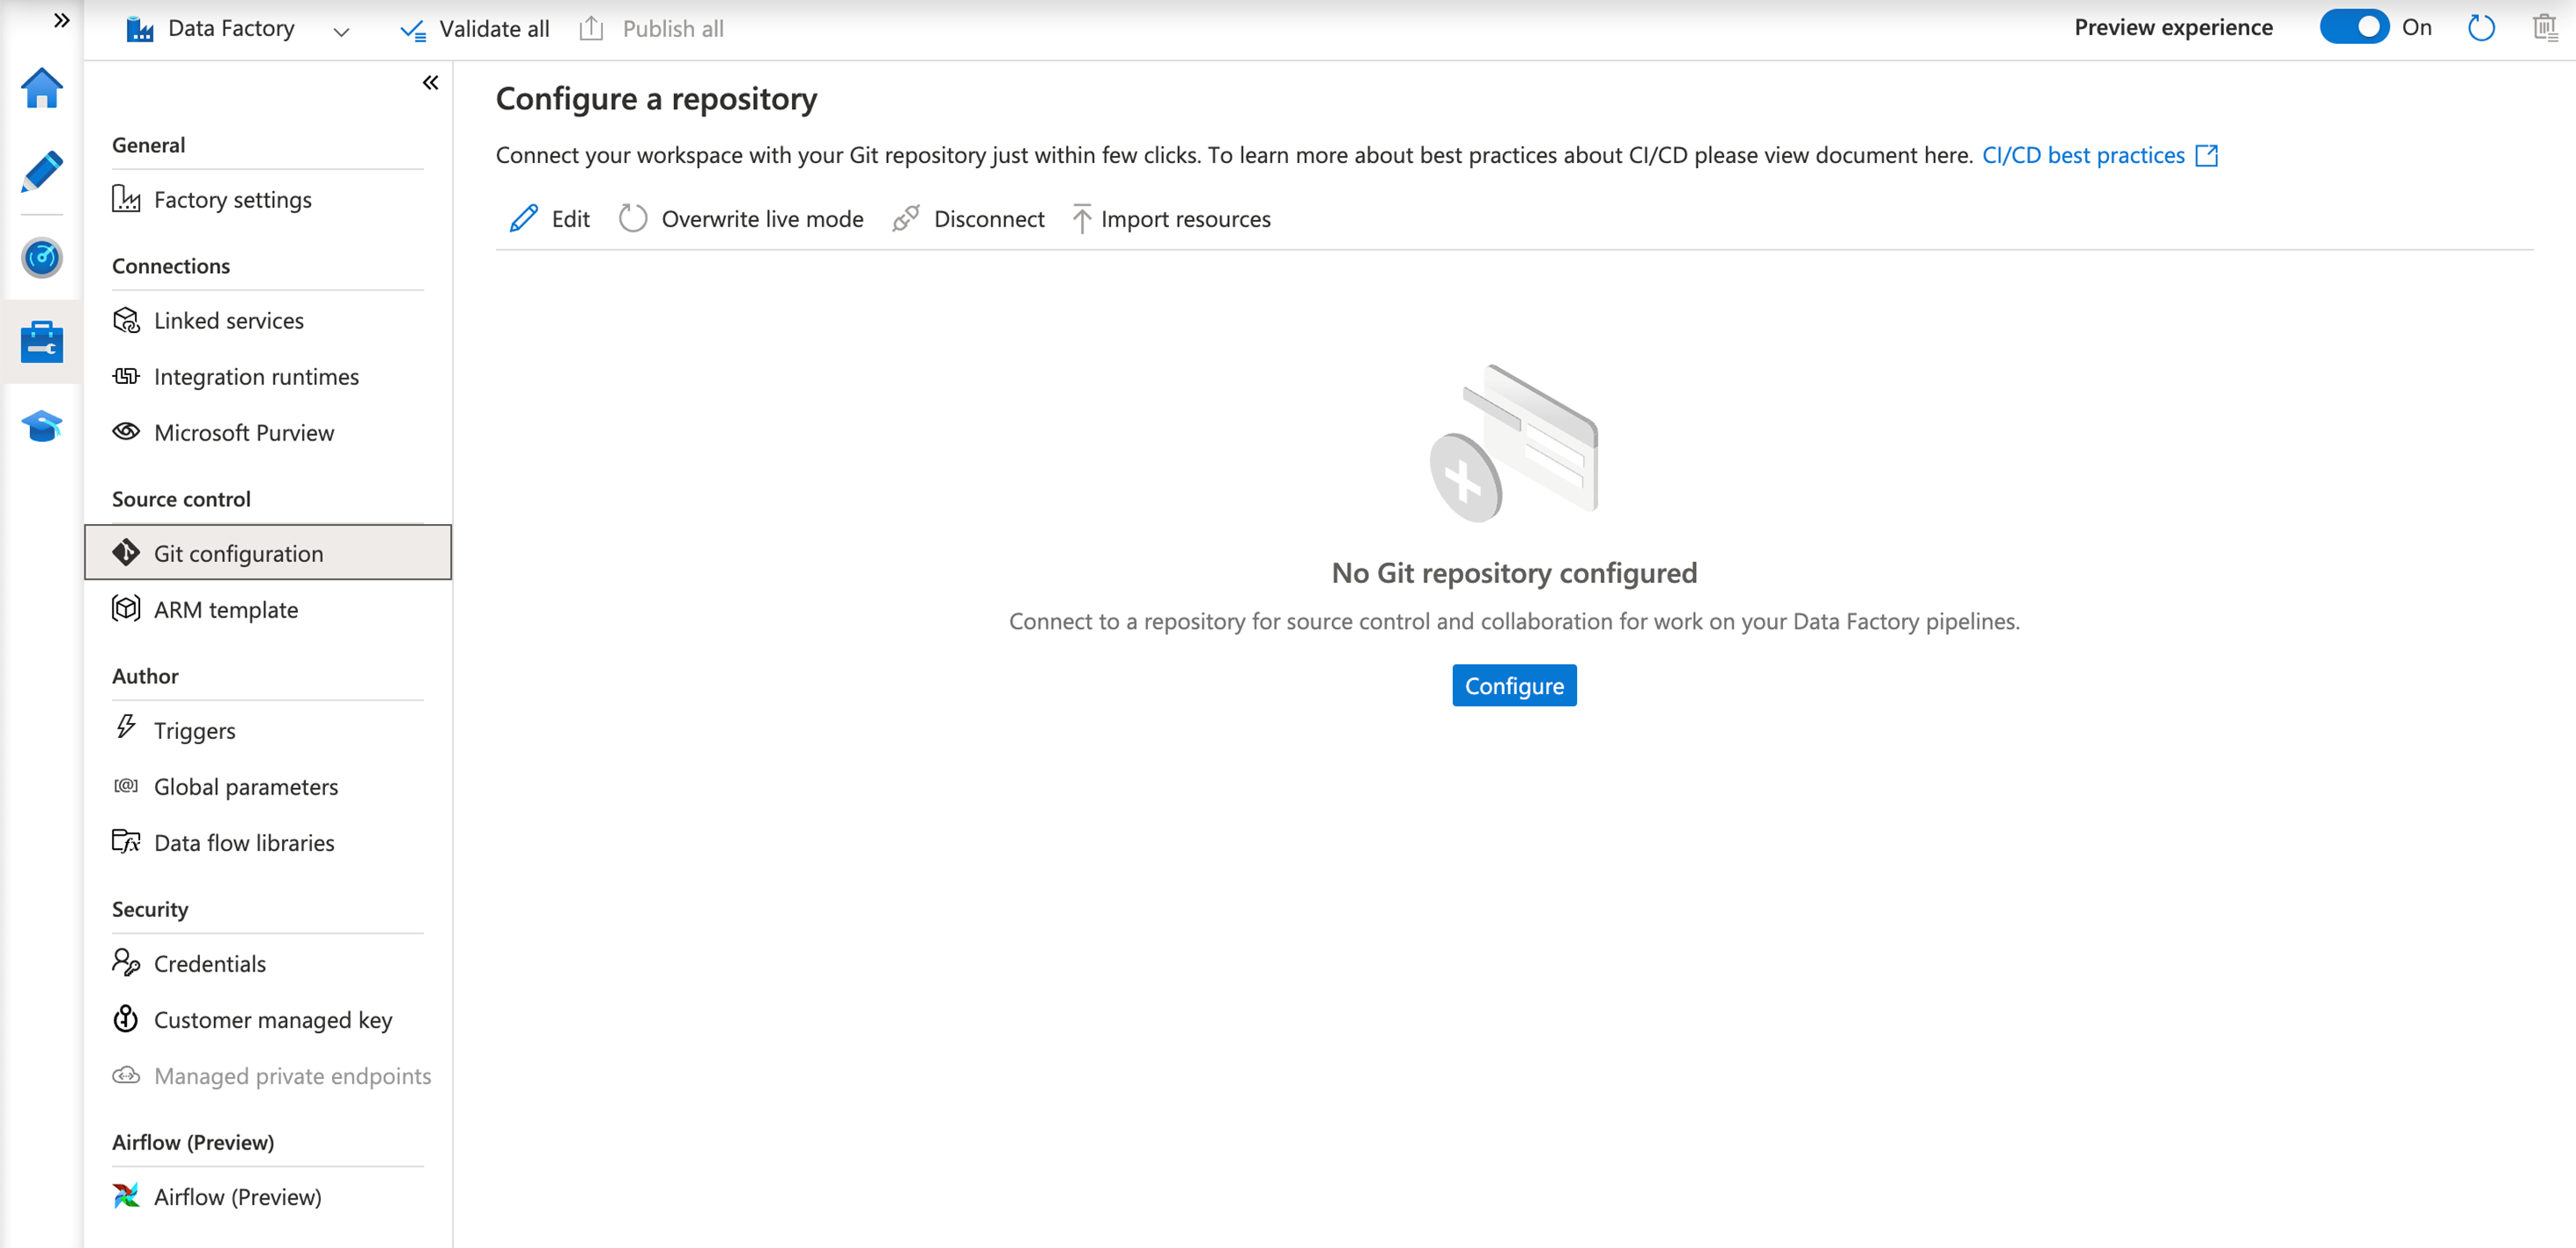 Data Factory
Validate all
Publish all
Preview experience
On
General
Factory settings
Connections
Linked services
Integration runtimes
Microsoft Purview
Source control
Git configuration
ARM template
Author
Triggers
Global parameters
Data flow libraries
Security
Credentials
Customer managed key
Managed private endpoints
Airflow (Preview)
Airflow (Preview)
Configure a repository
Connect your workspace with your Git repository just within few clicks. To learn more about best practices about CI/CD please view document here. CI/CD best practices
Edit
Overwrite live mode
Disconnect
Import resources
No Git repository configured
Connect to a repository for source control and collaboration for work on your Data Factory pipelines.
Configure